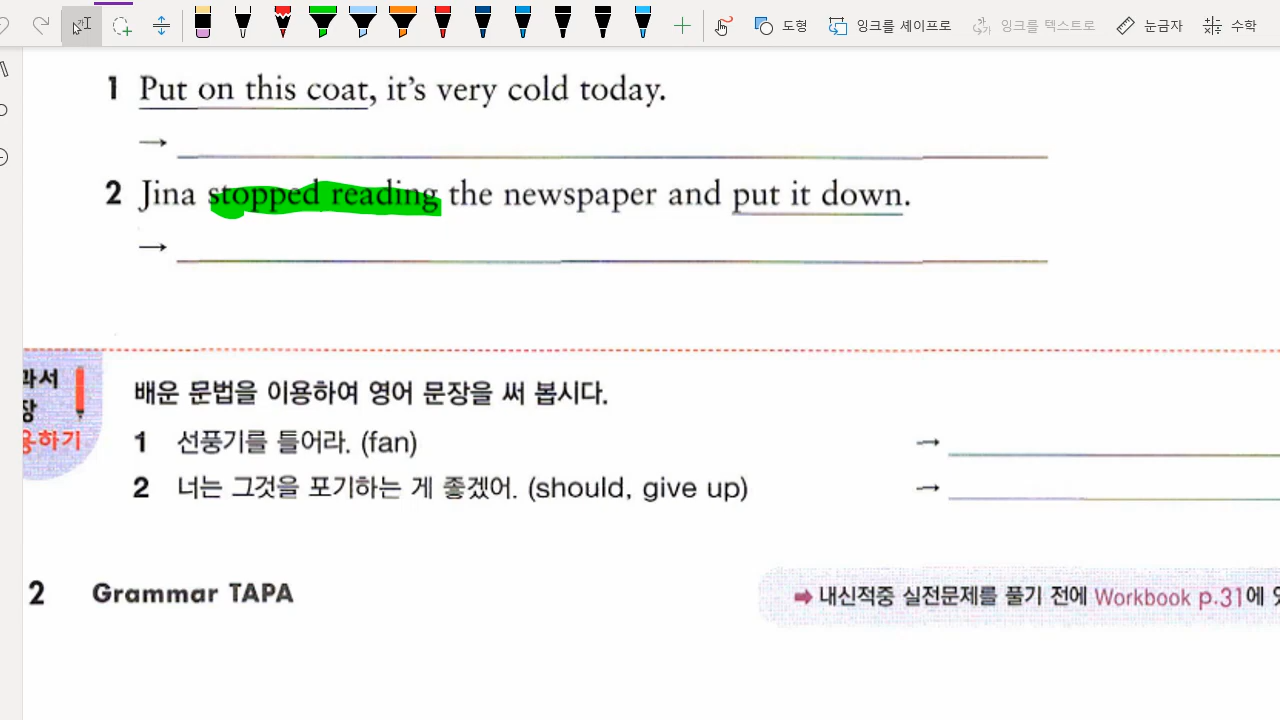 도형 잉크를 셰이프로 잉크를 텍스트로 눈금자 수학
1 Put on this coat, it's very cold today.
→
2 Jina stopped reading the newspaper and put it down.
→
배운 문법을 이용하여 영어 문장을 써 봅시다.
1 선풍기를 들어라. (fan) →
2 너는 그것을 포기하는 게 좋겠어. (should, give up) →
2 Grammar TAPA
➡ 내신적중 실전문제를 풀기 전에 Workbook p.31에